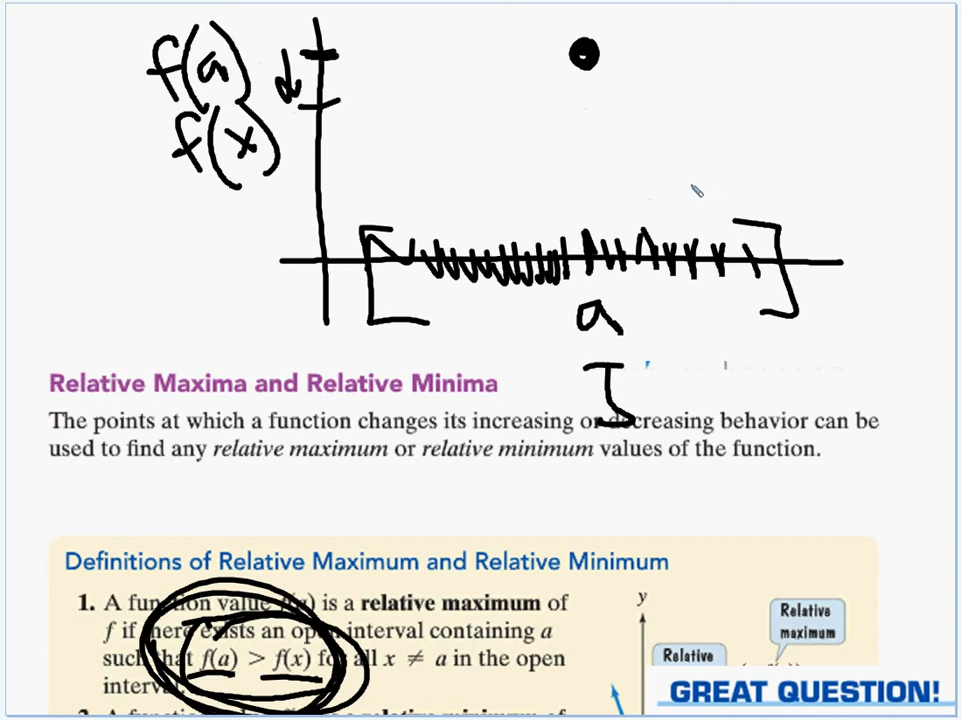 f(a)
f(x)
a
I
Relative Maxima and Relative Minima
The points at which a function changes its increasing or decreasing behavior can be
used to find any relative maximum or relative minimum values of the function.
Definitions of Relative Maximum and Relative Minimum
1. A function value f(a) is a relative maximum of
f if there exists an open interval containing a
such that f(a) > f(x) for all x ≠ a in the open
interval.
y
Relative
maximum
Relative
GREAT QUESTION!